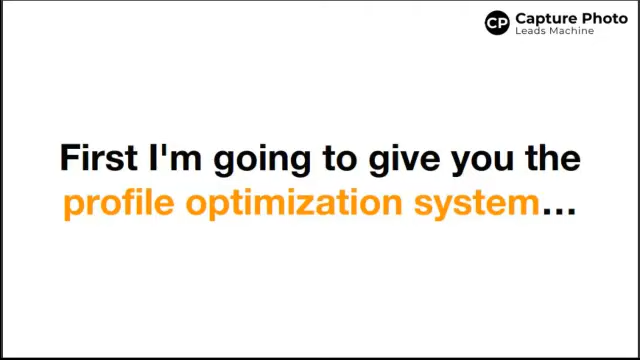 CP Capture Photo
Leads Machine
First I'm going to give you the
profile optimization system...